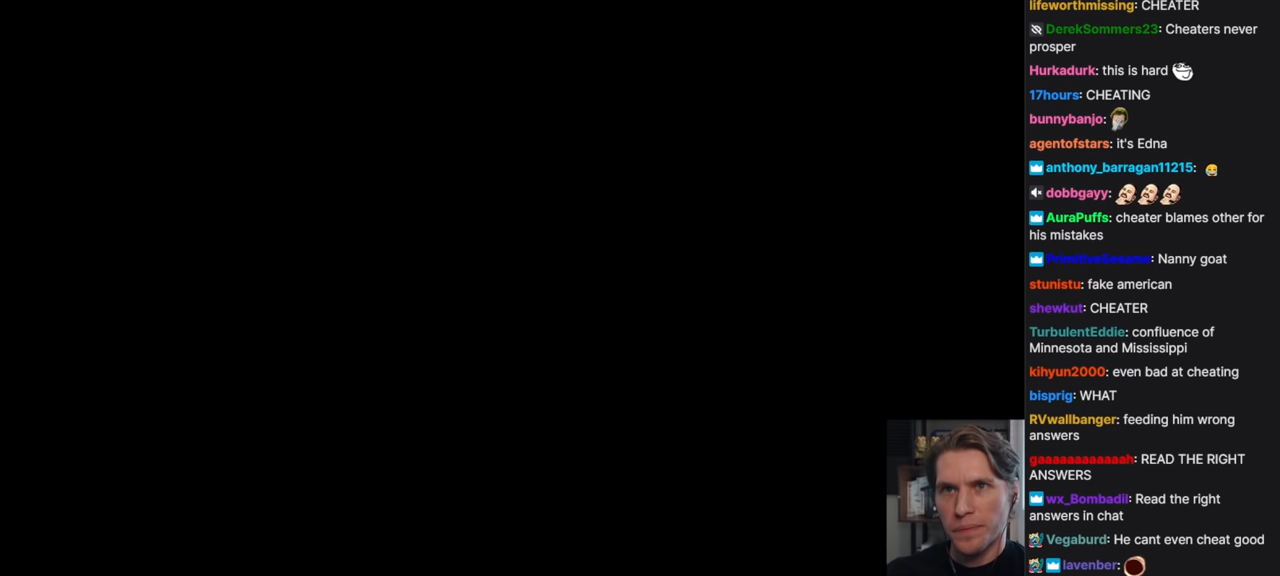 lifeworthmissing: CHEATER
DerekSommers23: Cheaters never
prosper
Hurkadurk: this is hard
17hours: CHEATING
bunnybanjo:
agentofstars: it's Edna
anthony_barragan11215:
dobbgayy:
AuraPuffs: cheater blames other for
his mistakes
PrimitiveSesame: Nanny goat
stunistu: fake american
shewkut: CHEATER
TurbulentEddie: confluence of
Minnesota and Mississippi
kihyun2000: even bad at cheating
bisprig: WHAT
RVwallbanger: feeding him wrong
answers
gaaaaaaaaaaaah: READ THE RIGHT
ANSWERS
wx_Bombadil: Read the right
answers in chat
Vegaburd: He cant even cheat good
lavenber: